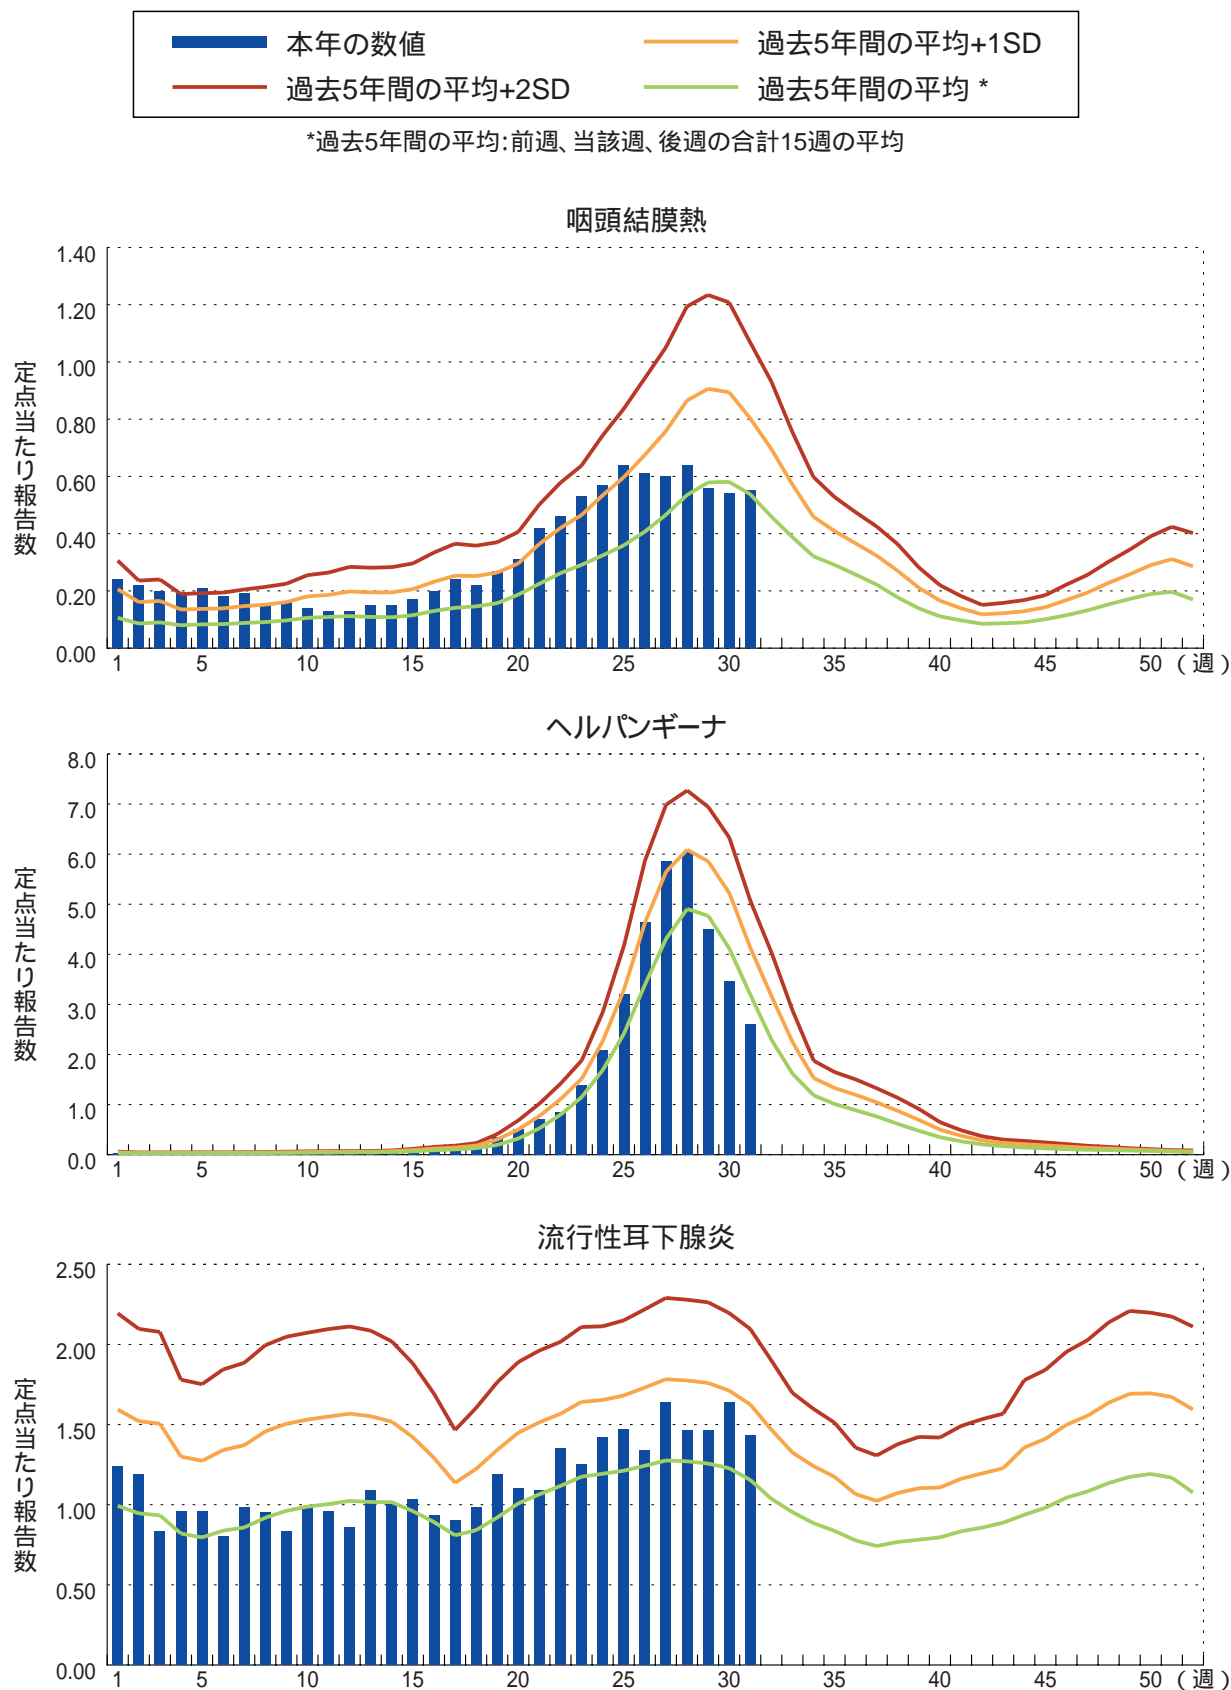 本年の数値
過去5年間の平均+1SD
過去5年間の平均+2SD
過去5年間の平均 *
*過去5年間の平均:前週、当該週、後週の合計15週の平均
咽頭結膜熱
定点当たり報告数
1.40
1.20
1.00
0.80
0.60
0.40
0.20
0.00
1 5 10 15 20 25 30 35 40 45 50 (週)
ヘルパンギーナ
定点当たり報告数
8.0
7.0
6.0
5.0
4.0
3.0
2.0
1.0
0.0
1 5 10 15 20 25 30 35 40 45 50 (週)
流行性耳下腺炎
定点当たり報告数
2.50
2.00
1.50
1.00
0.50
0.00
1 5 10 15 20 25 30 35 40 45 50 (週)